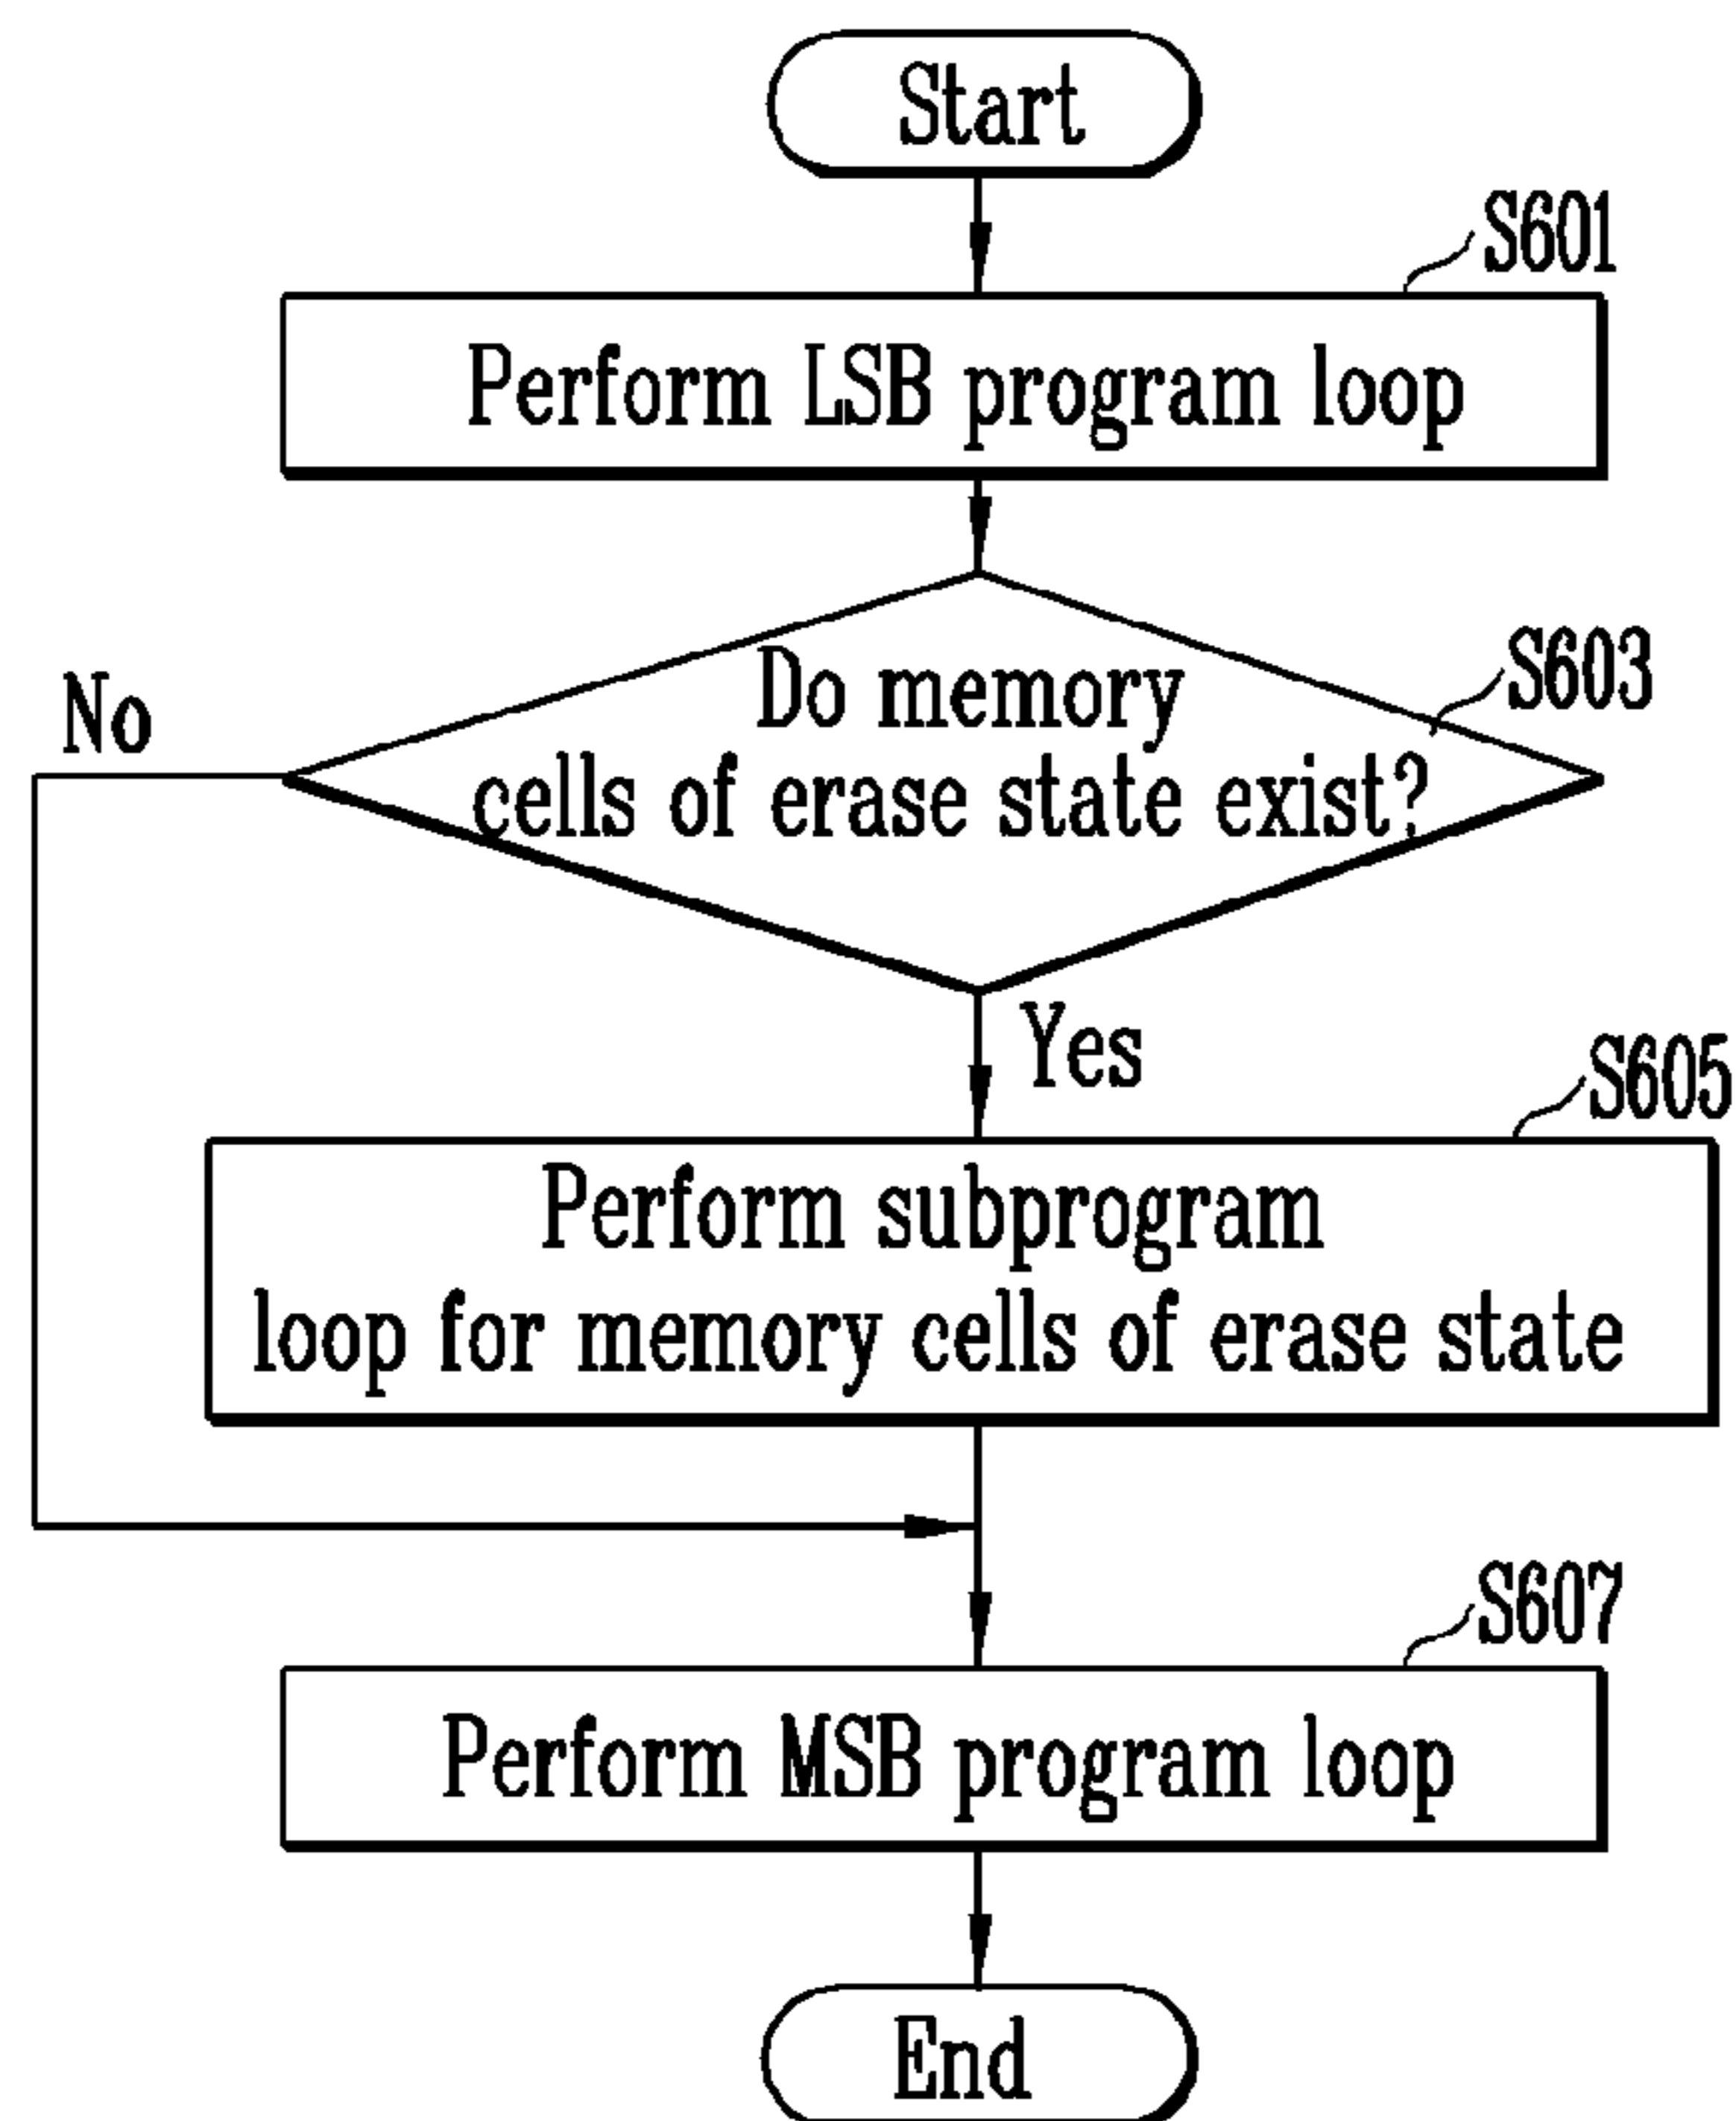 Start
S601
Perform LSB program loop
S603
Do memory
No
cells of erase state exist?
Yes
S605
Perform subprogram
loop for memory cells of erase state
S607
Perform MSB program loop
End